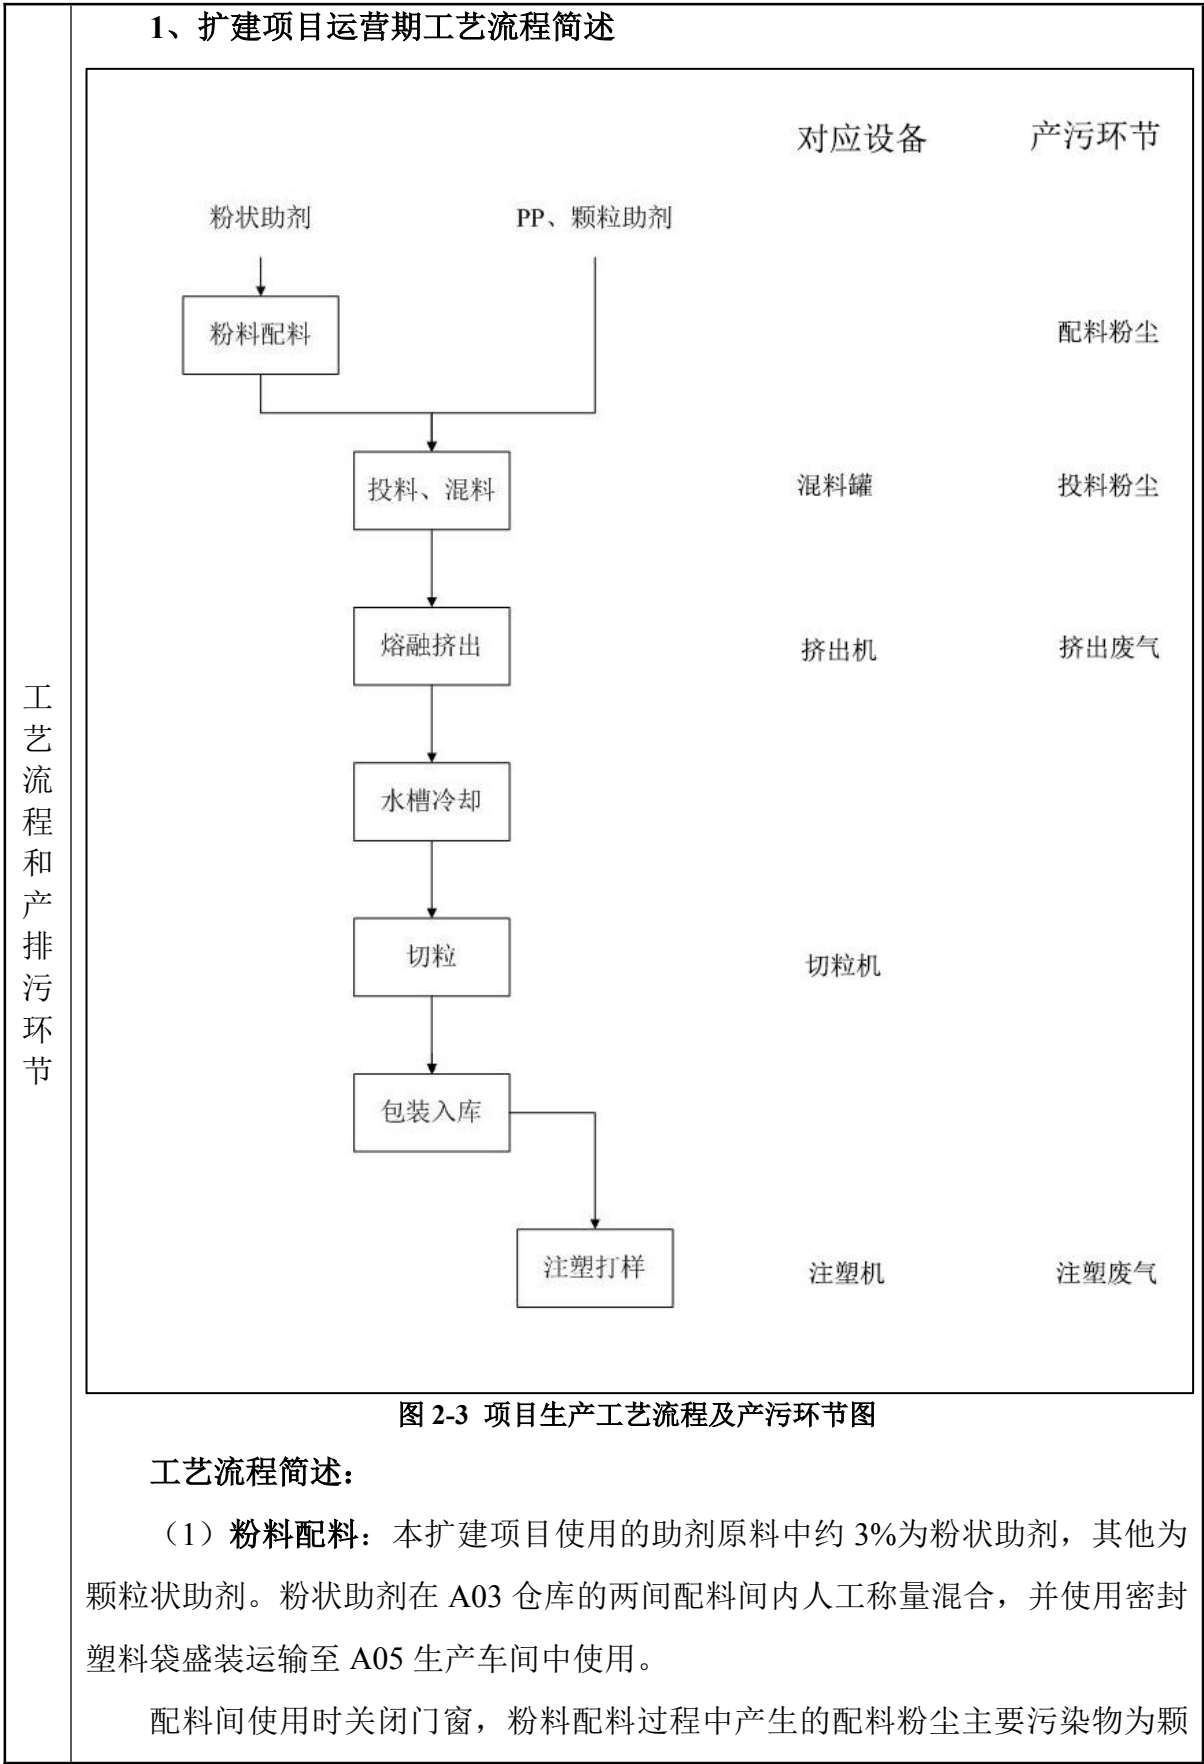 1、扩建项目运营期工艺流程简述
对应设备 产污环节
粉状助剂 PP、颗粒助剂
粉料配料 配料粉尘
投料、混料 混料罐 投料粉尘
熔融挤出 挤出机 挤出废气
水槽冷却
切粒 切粒机
包装入库
注塑打样 注塑机 注塑废气
工艺流程和产排污环节
图 2-3 项目生产工艺流程及产污环节图
工艺流程简述：
（1）粉料配料：本扩建项目使用的助剂原料中约 3%为粉状助剂，其他为
颗粒状助剂。粉状助剂在 A03 仓库的两间配料间内人工称量混合，并使用密封
塑料袋盛装运输至 A05 生产车间中使用。
配料间使用时关闭门窗，粉料配料过程中产生的配料粉尘主要污染物为颗